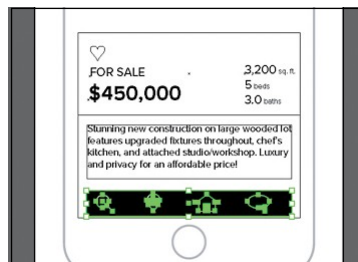 FOR SALE
$450,000
3,200 sq. ft.
5 beds
3.0 baths
Stunning new construction on large wooded lot
features upgraded fixtures throughout, chef's
kitchen, and attached studio/workshop. Luxury
and privacy for an affordable price!